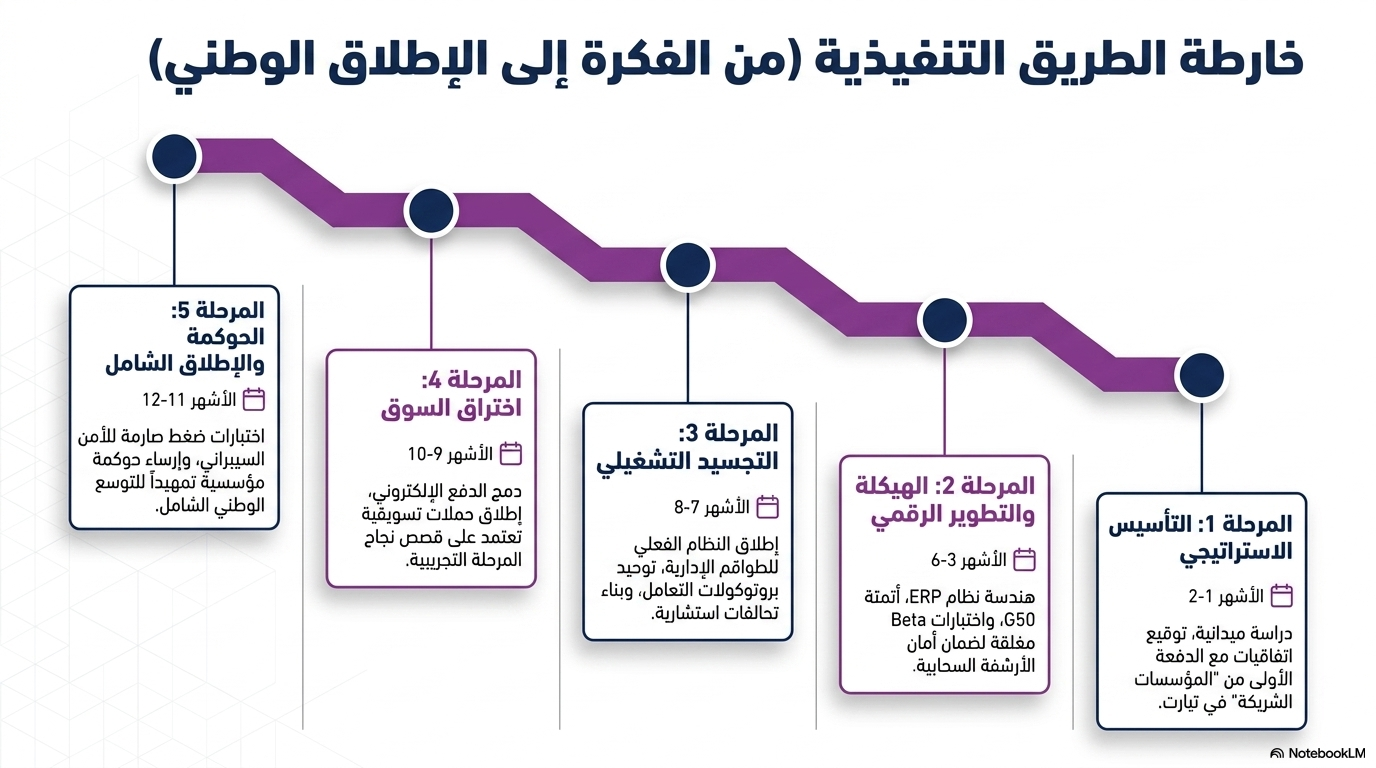 خارطة الطريق التنفيذية (من الفكرة إلى الإطلاق الوطني)
المرحلة 1: التأسيس
الاستراتيجي
الأشهر 1-2
دراسة ميدانية، توقيع
اتفاقيات مع الدفعة
الأولى من "المؤسسات
الشريكة" في تيارت.
المرحلة 2: الهيكلة
والتطوير الرقمي
الأشهر 3-6
هندسة نظام ERP، أتمتة
G50، واختبارات Beta
مغلقة لضمان أمان
الأرشفة السحابية.
المرحلة 3:
التجسيد التشغيلي
الأشهر 7-8
إطلاق النظام الفعلي
للطواقم الإدارية، توحيد
بروتوكولات التعامل، وبناء
تحالفات استشارية.
المرحلة 4:
اختراق السوق
الأشهر 9-10
دمج الدفع الإلكتروني،
إطلاق حملات تسويقية
تعتمد على قصص نجاح
المرحلة التجريبية.
المرحلة 5:
الحوكمة
والإطلاق الشامل
الأشهر 11-12
اختبارات ضغط صارمة للأمن
السيبراني، وإرساء حوكمة
مؤسسية تمهيداً للتوسع
الوطني الشامل.
NotebookLM